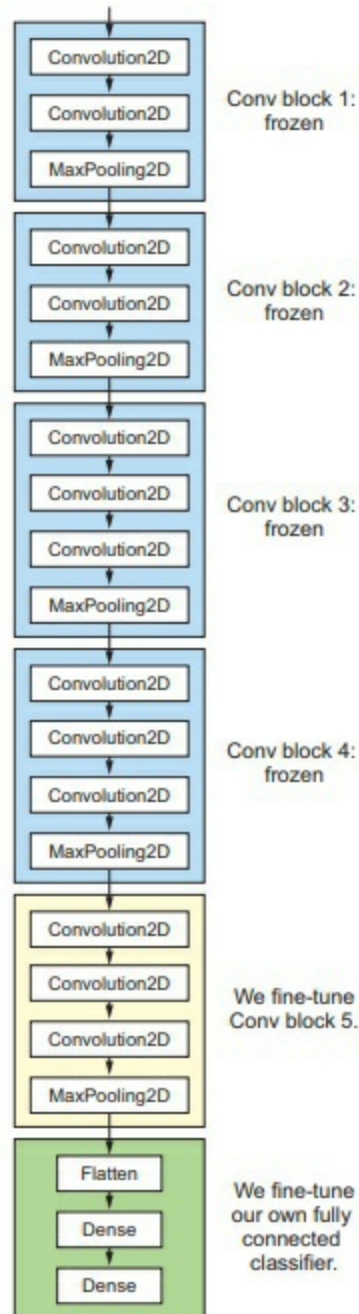 Convolution2D
Convolution2D
MaxPooling2D
Conv block 1:
frozen
Convolution2D
Convolution2D
MaxPooling2D
Conv block 2:
frozen
Convolution2D
Convolution2D
Convolution2D
MaxPooling2D
Conv block 3:
frozen
Convolution2D
Convolution2D
Convolution2D
MaxPooling2D
Conv block 4:
frozen
Convolution2D
Convolution2D
Convolution2D
MaxPooling2D
We fine-tune
Conv block 5.
Flatten
Dense
Dense
We fine-tune
our own fully
connected
classifier.